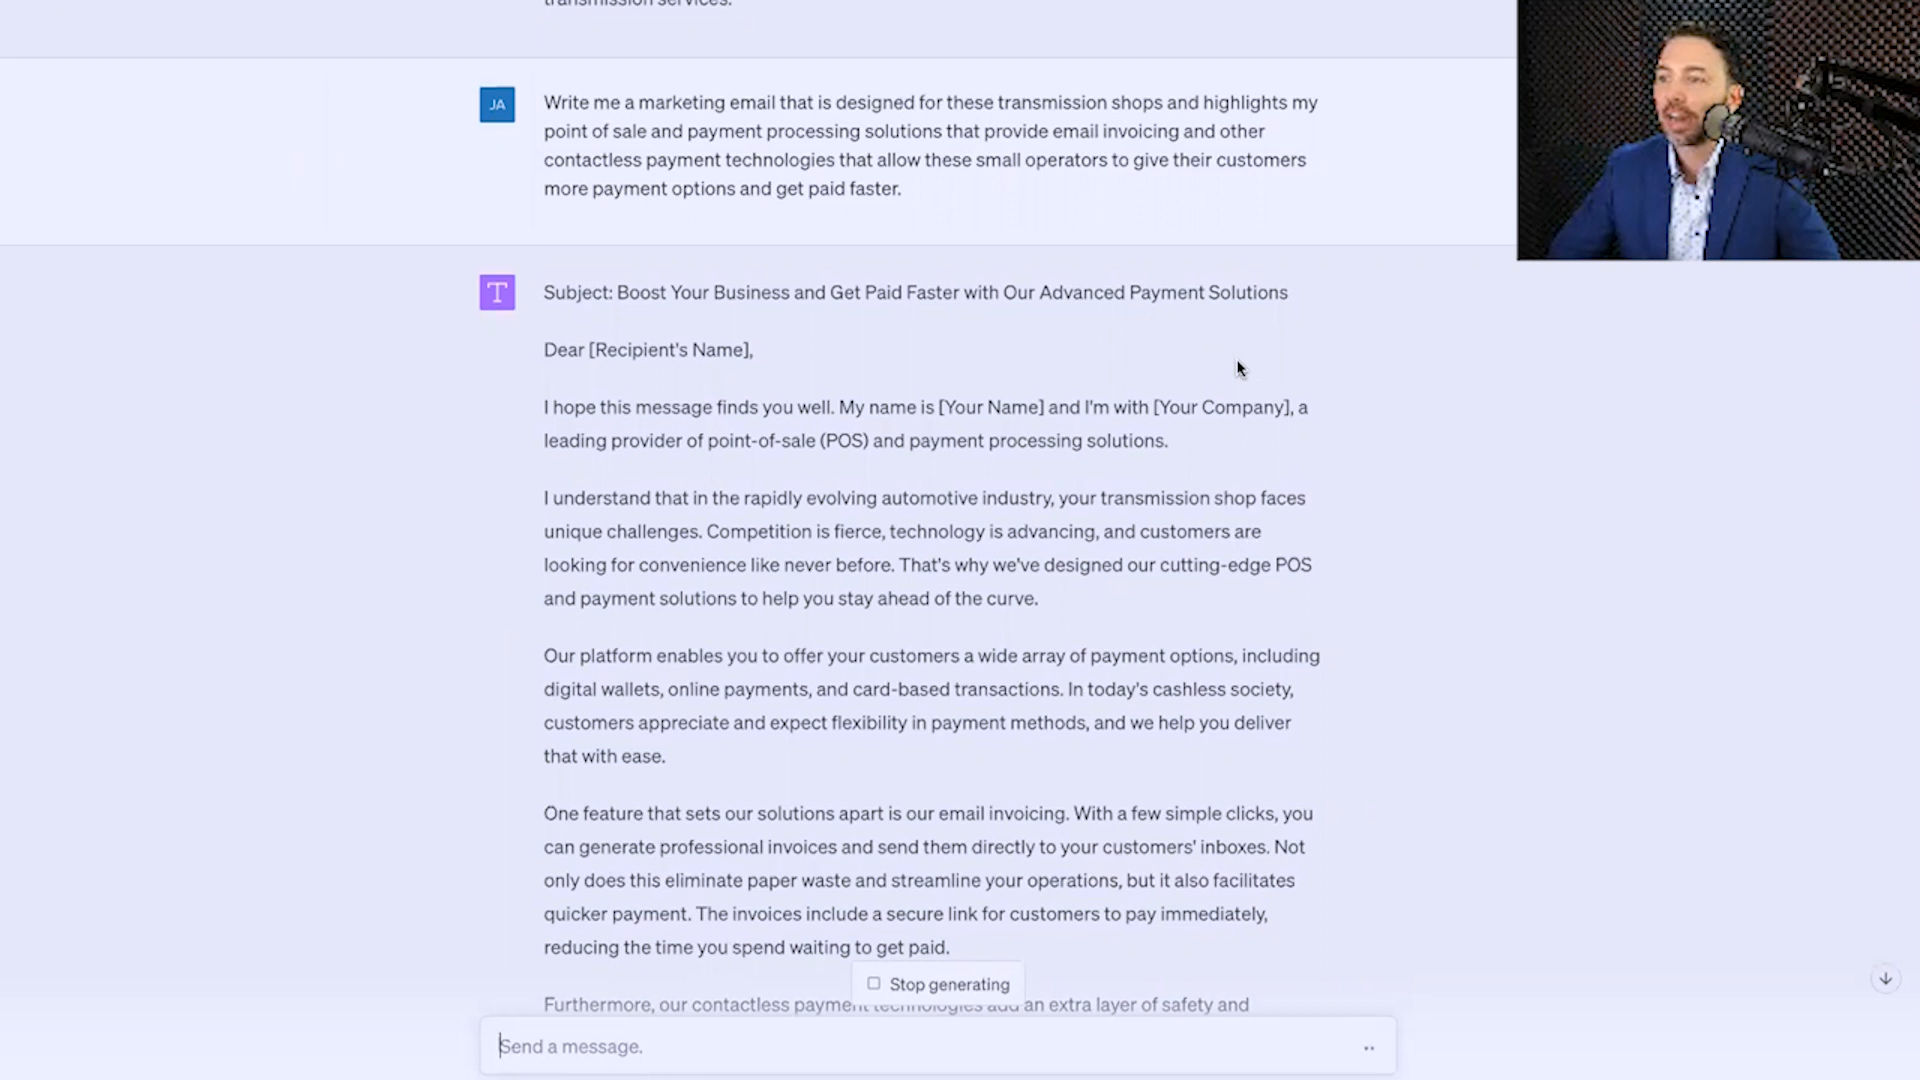 transmission services.
JA
Write me a marketing email that is designed for these transmission shops and highlights my
point of sale and payment processing solutions that provide email invoicing and other
contactless payment technologies that allow these small operators to give their customers
more payment options and get paid faster.
T
Subject: Boost Your Business and Get Paid Faster with Our Advanced Payment Solutions
Dear [Recipient's Name],
I hope this message finds you well. My name is [Your Name] and I'm with [Your Company], a
leading provider of point-of-sale (POS) and payment processing solutions.
I understand that in the rapidly evolving automotive industry, your transmission shop faces
unique challenges. Competition is fierce, technology is advancing, and customers are
looking for convenience like never before. That's why we've designed our cutting-edge POS
and payment solutions to help you stay ahead of the curve.
Our platform enables you to offer your customers a wide array of payment options, including
digital wallets, online payments, and card-based transactions. In today's cashless society,
customers appreciate and expect flexibility in payment methods, and we help you deliver
that with ease.
One feature that sets our solutions apart is our email invoicing. With a few simple clicks, you
can generate professional invoices and send them directly to your customers' inboxes. Not
only does this eliminate paper waste and streamline your operations, but it also facilitates
quicker payment. The invoices include a secure link for customers to pay immediately,
reducing the time you spend waiting to get paid.
Stop generating
Furthermore, our contactless payment technologies add an extra layer of safety and
Send a message.